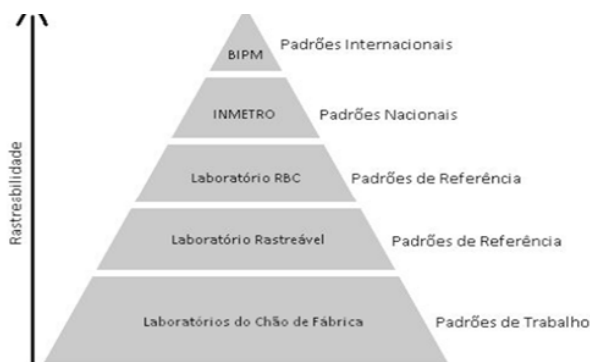 BIPM
Padrões Internacionais
INMETRO
Padrões Nacionais
Laboratório RBC
Padrões de Referência
Laboratório Rastreável
Padrões de Referência
Laboratórios do Chão de Fábrica
Padrões de Trabalho
Rastreabilidade